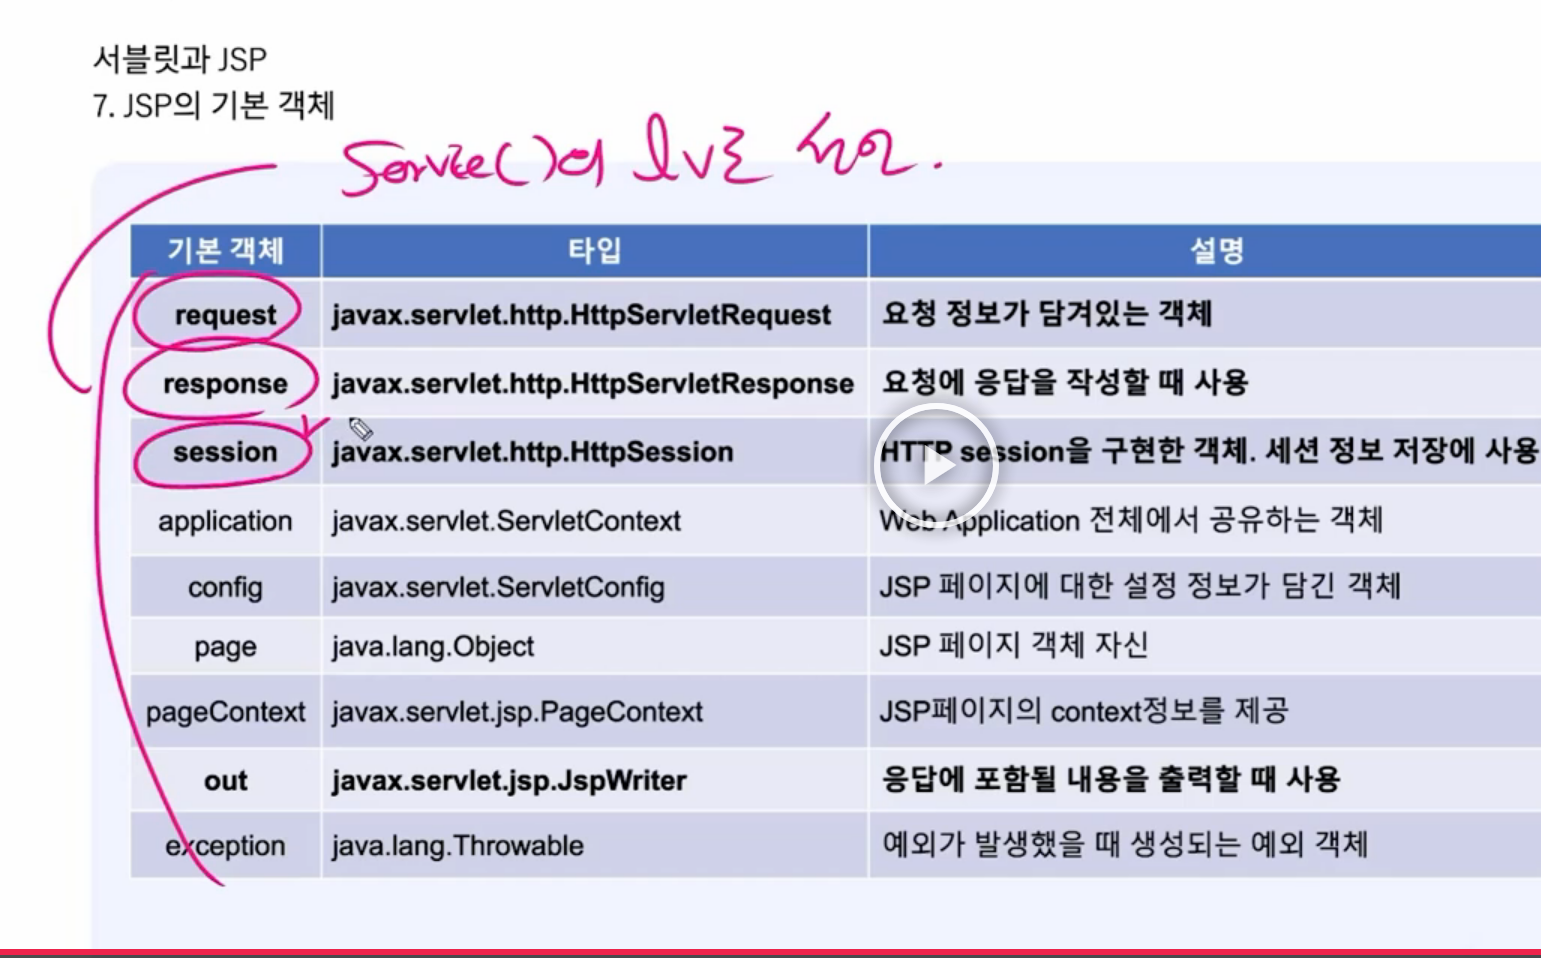 서블릿과 JSP
7. JSP의 기본 객체
Service()에 lv로 선언.
기본 객체 타입 설명
request javax.servlet.http.HttpServletRequest 요청 정보가 담겨있는 객체
response javax.servlet.http.HttpServletResponse 요청에 응답을 작성할 때 사용
session javax.servlet.http.HttpSession HTTP session을 구현한 객체. 세션 정보 저장에 사용
application javax.servlet.ServletContext Web Application 전체에서 공유하는 객체
config javax.servlet.ServletConfig JSP 페이지에 대한 설정 정보가 담긴 객체
page java.lang.Object JSP 페이지 객체 자신
pageContext javax.servlet.jsp.PageContext JSP페이지의 context정보를 제공
out javax.servlet.jsp.JspWriter 응답에 포함될 내용을 출력할 때 사용
exception java.lang.Throwable 예외가 발생했을 때 생성되는 예외 객체